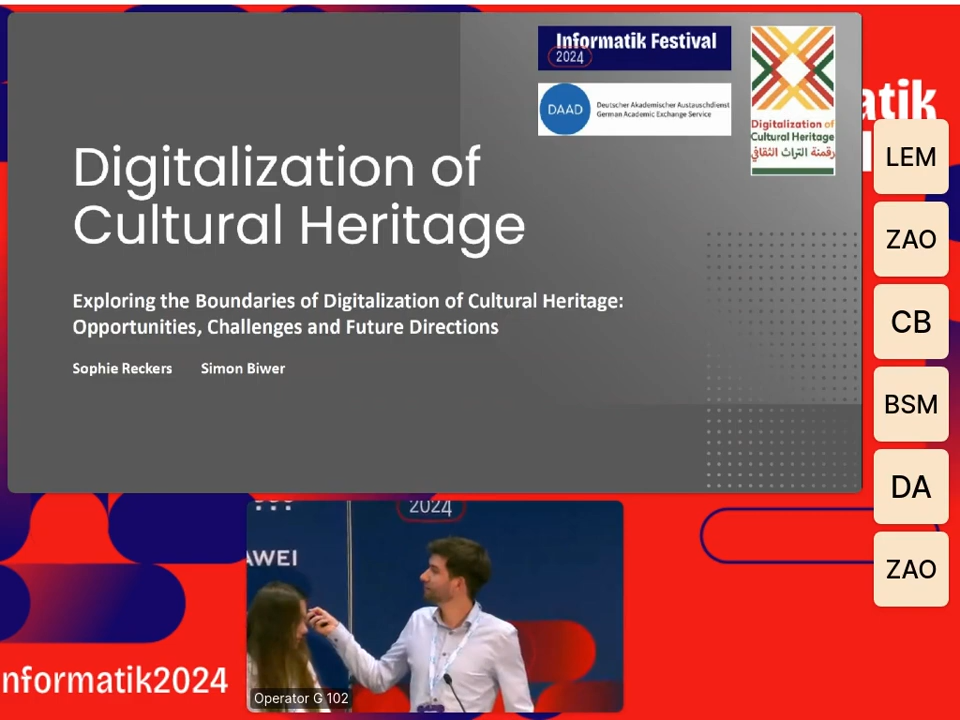 Informatik Festival
2024
DAAD
Deutscher Akademischer Austauschdienst
German Academic Exchange Service
Digitalization of
Cultural Heritage
رقمنة التراث الثقافي
atik
Digitalization of
Cultural Heritage
Exploring the Boundaries of Digitalization of Cultural Heritage:
Opportunities, Challenges and Future Directions
Sophie Reckers Simon Biwer
LEM
ZAO
CB
BSM
DA
ZAO
2024
AWEI
Operator G 102
nformatik2024